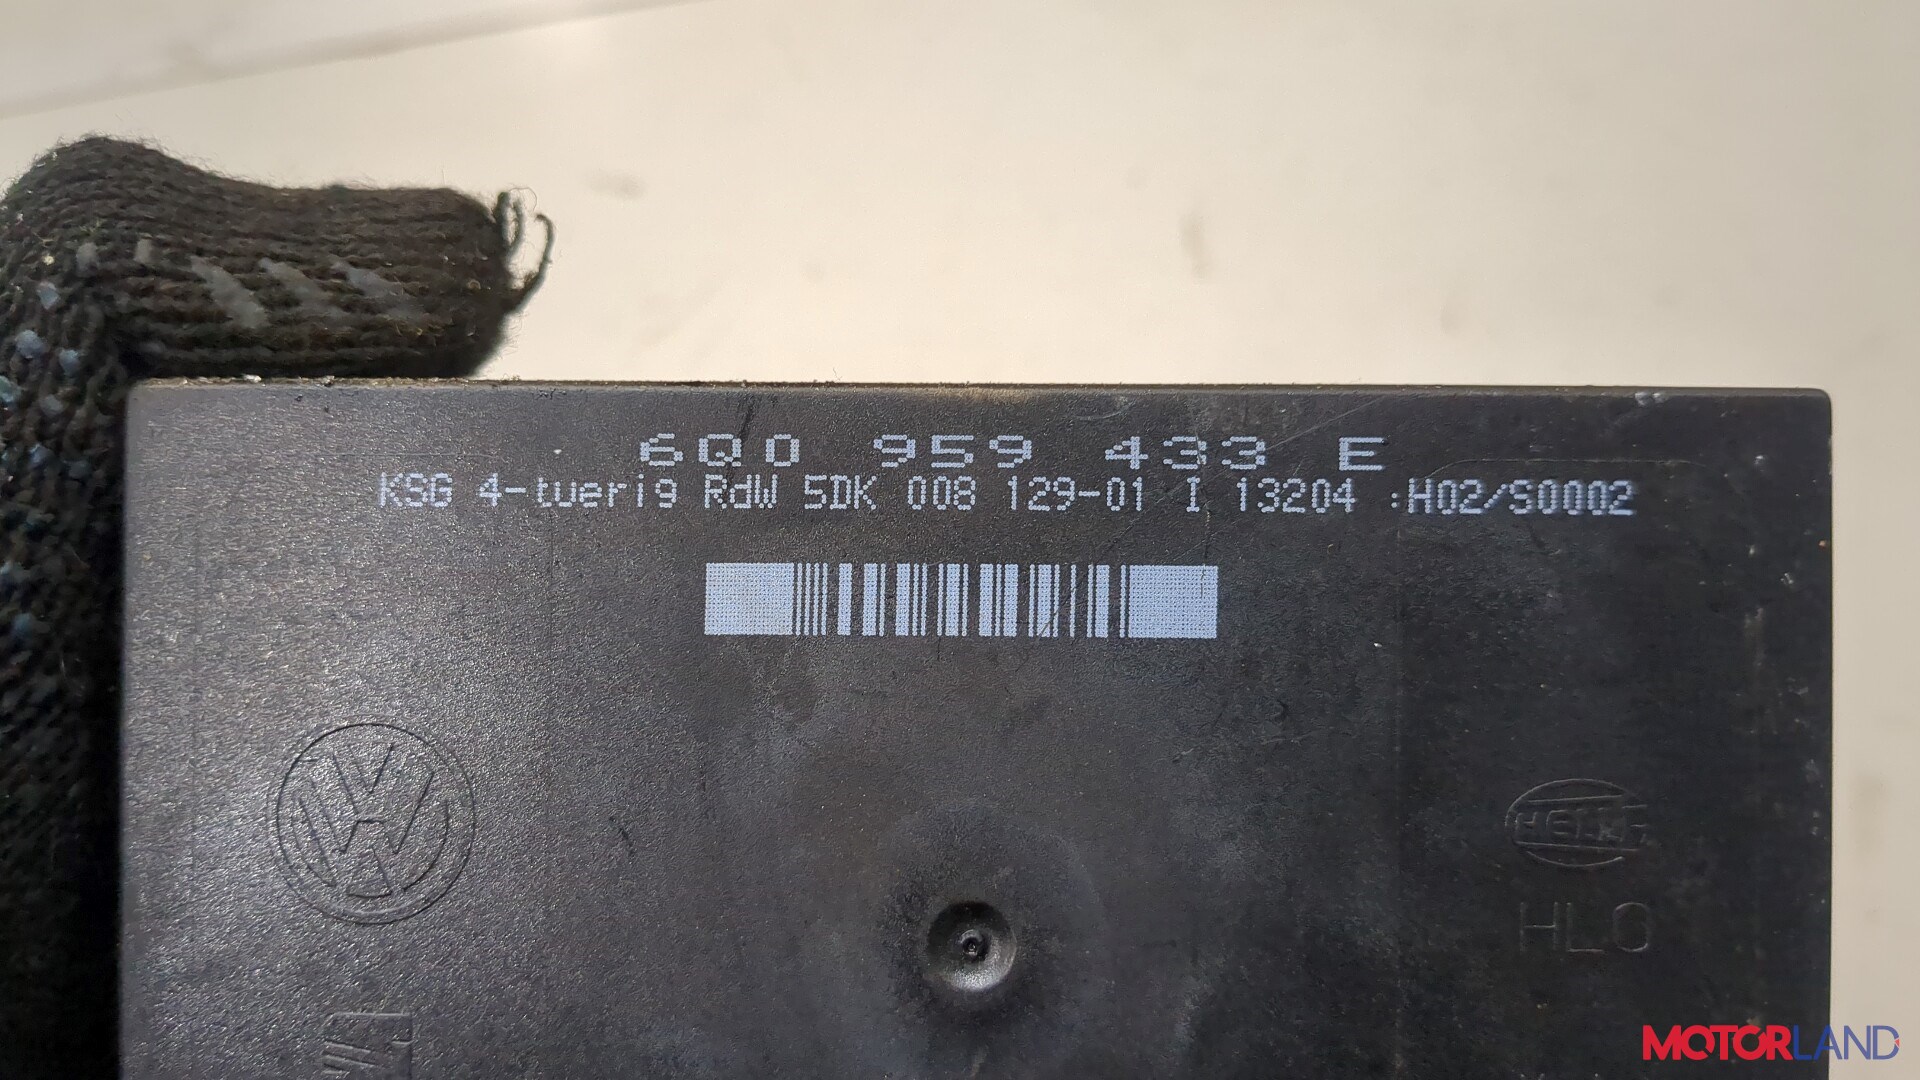 6Q0 959 433 E
KSG 4-tuerig RdW 5DK 008 129-01 I 13204 :H02/S0002
HELLA
HLO
MOTORLAND